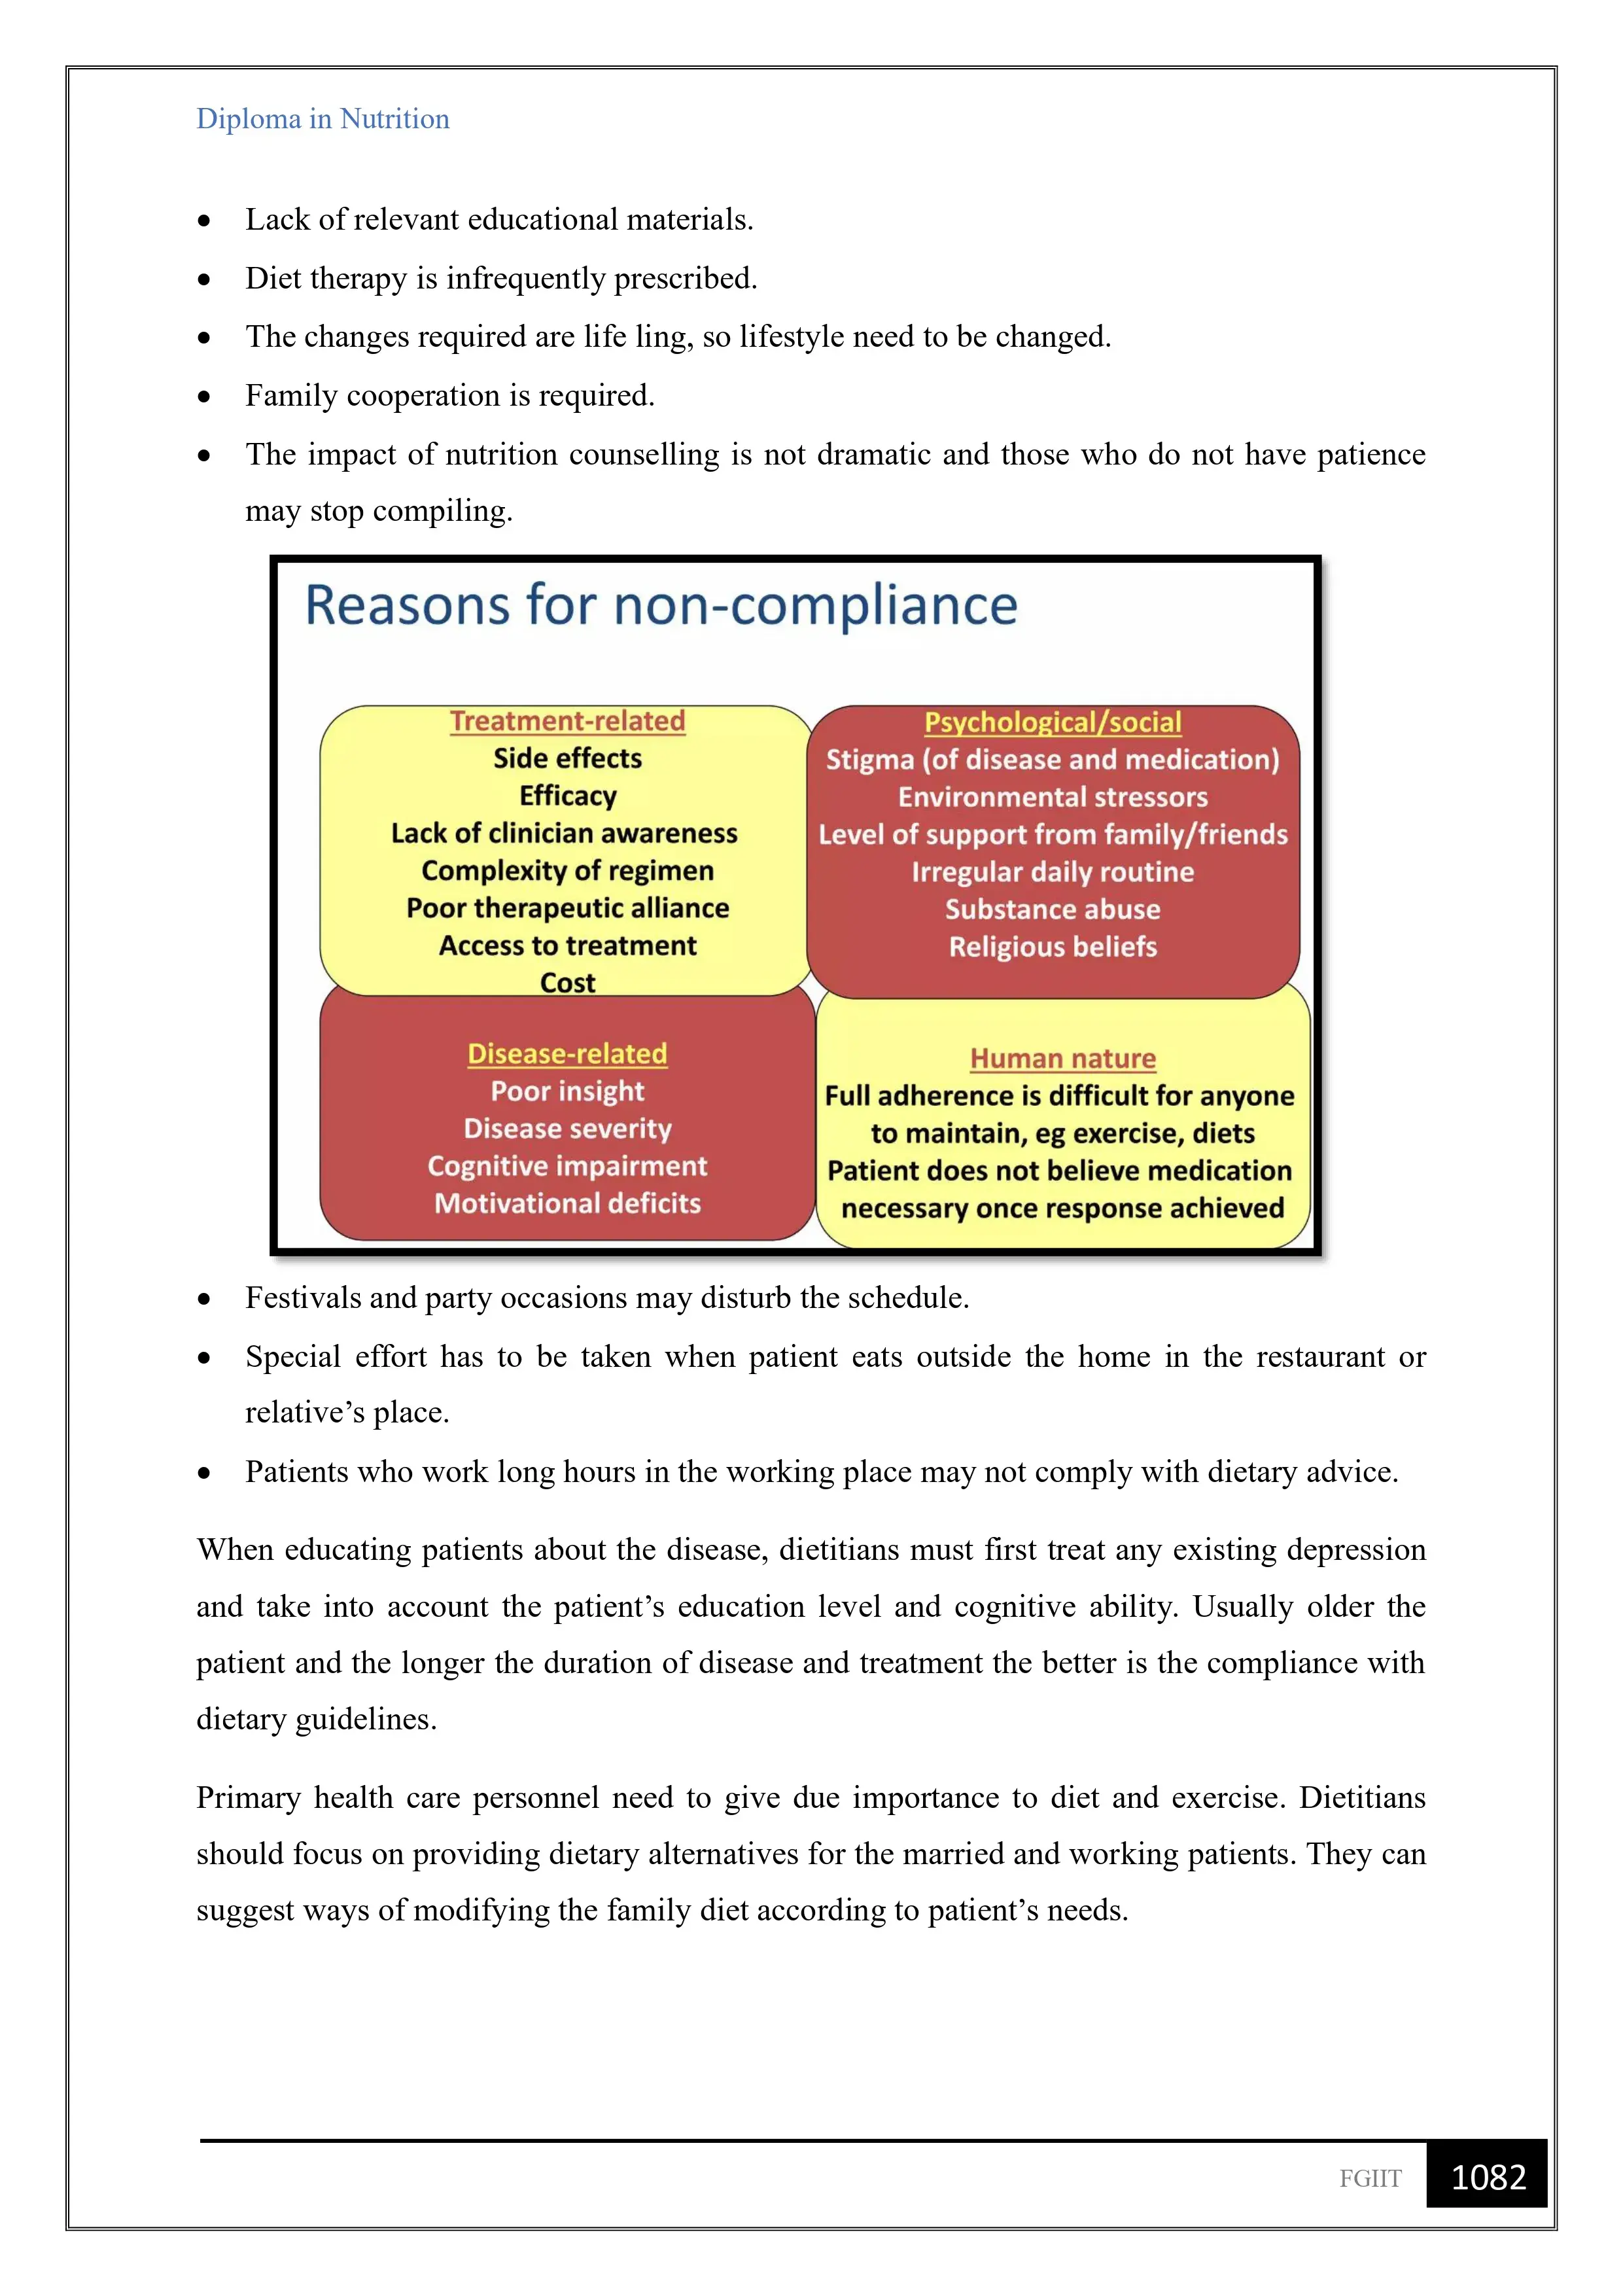 Diploma in Nutrition
• Lack of relevant educational materials.
• Diet therapy is infrequently prescribed.
• The changes required are life ling, so lifestyle need to be changed.
• Family cooperation is required.
• The impact of nutrition counselling is not dramatic and those who do not have patience
may stop compiling.
Reasons for non-compliance
Treatment-related
Side effects
Efficacy
Lack of clinician awareness
Complexity of regimen
Poor therapeutic alliance
Access to treatment
Cost
Psychological/social
Stigma (of disease and medication)
Environmental stressors
Level of support from family/friends
Irregular daily routine
Substance abuse
Religious beliefs
Disease-related
Poor insight
Disease severity
Cognitive impairment
Motivational deficits
Human nature
Full adherence is difficult for anyone
to maintain, eg exercise, diets
Patient does not believe medication
necessary once response achieved
• Festivals and party occasions may disturb the schedule.
• Special effort has to be taken when patient eats outside the home in the restaurant or
relative’s place.
• Patients who work long hours in the working place may not comply with dietary advice.
When educating patients about the disease, dietitians must first treat any existing depression
and take into account the patient’s education level and cognitive ability. Usually older the
patient and the longer the duration of disease and treatment the better is the compliance with
dietary guidelines.
Primary health care personnel need to give due importance to diet and exercise. Dietitians
should focus on providing dietary alternatives for the married and working patients. They can
suggest ways of modifying the family diet according to patient’s needs.
FGIIT 1082